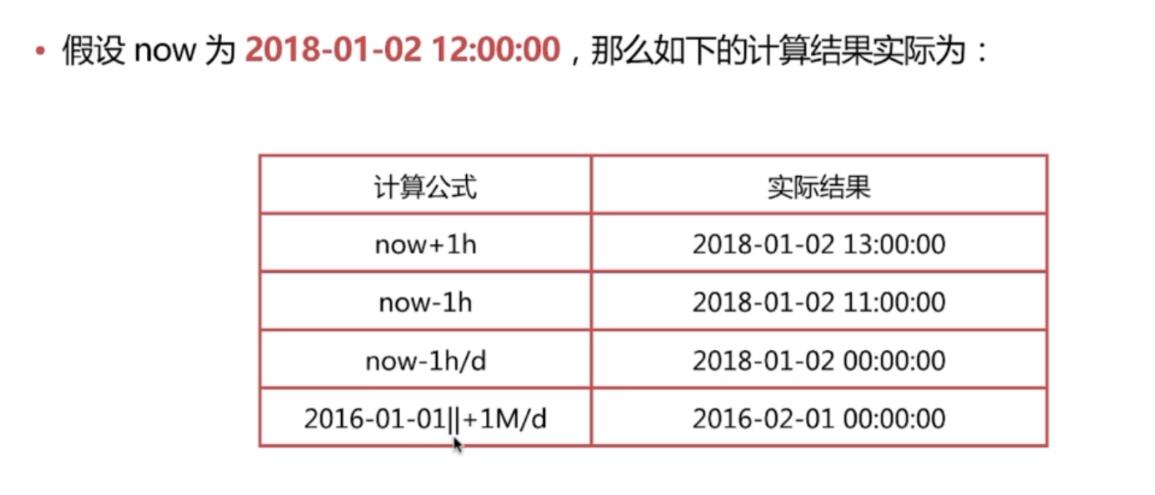 • 假设 now 为 2018-01-02 12:00:00，那么如下的计算结果实际为：
计算公式 实际结果
now+1h 2018-01-02 13:00:00
now-1h 2018-01-02 11:00:00
now-1h/d 2018-01-02 00:00:00
2016-01-01||+1M/d 2016-02-01 00:00:00